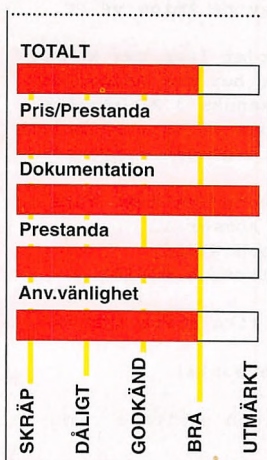 TOTALT
Pris/Prestanda
Dokumentation
Prestanda
Anv.vänlighet
SKRÄP
DÅLIGT
GODKÄND
BRA
UTMÄRKT